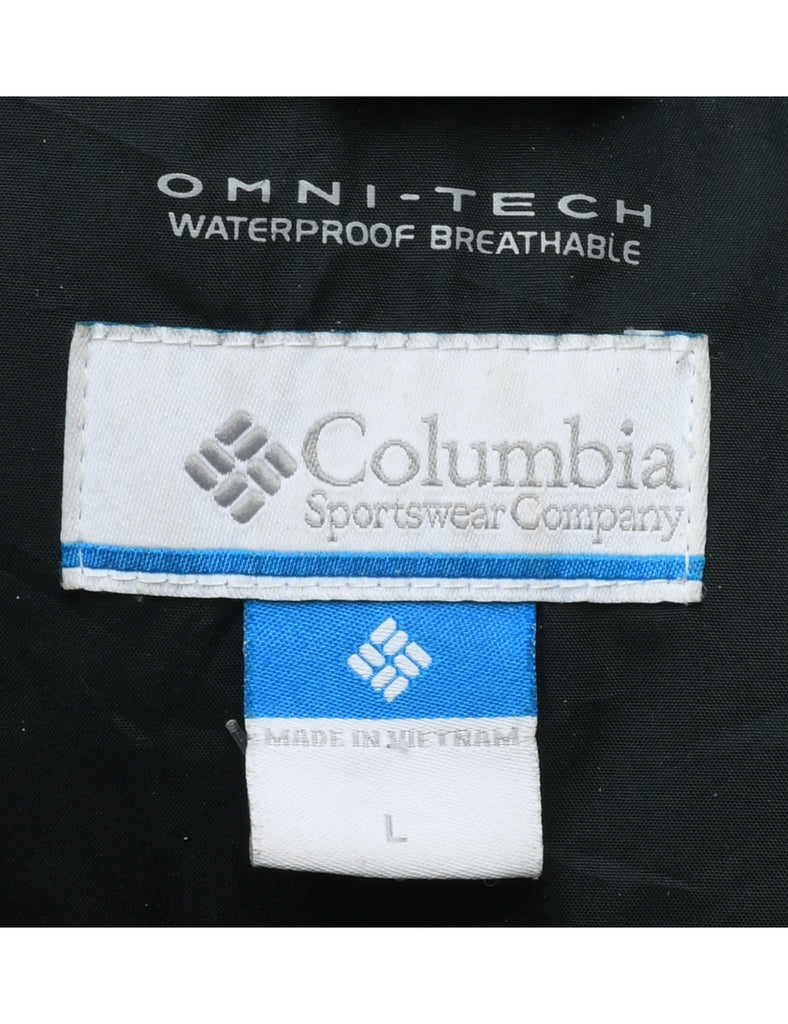 OMNI-TECH
WATERPROOF BREATHABLE
Columbia
Sportswear Company
MADE IN VIETNAM
L